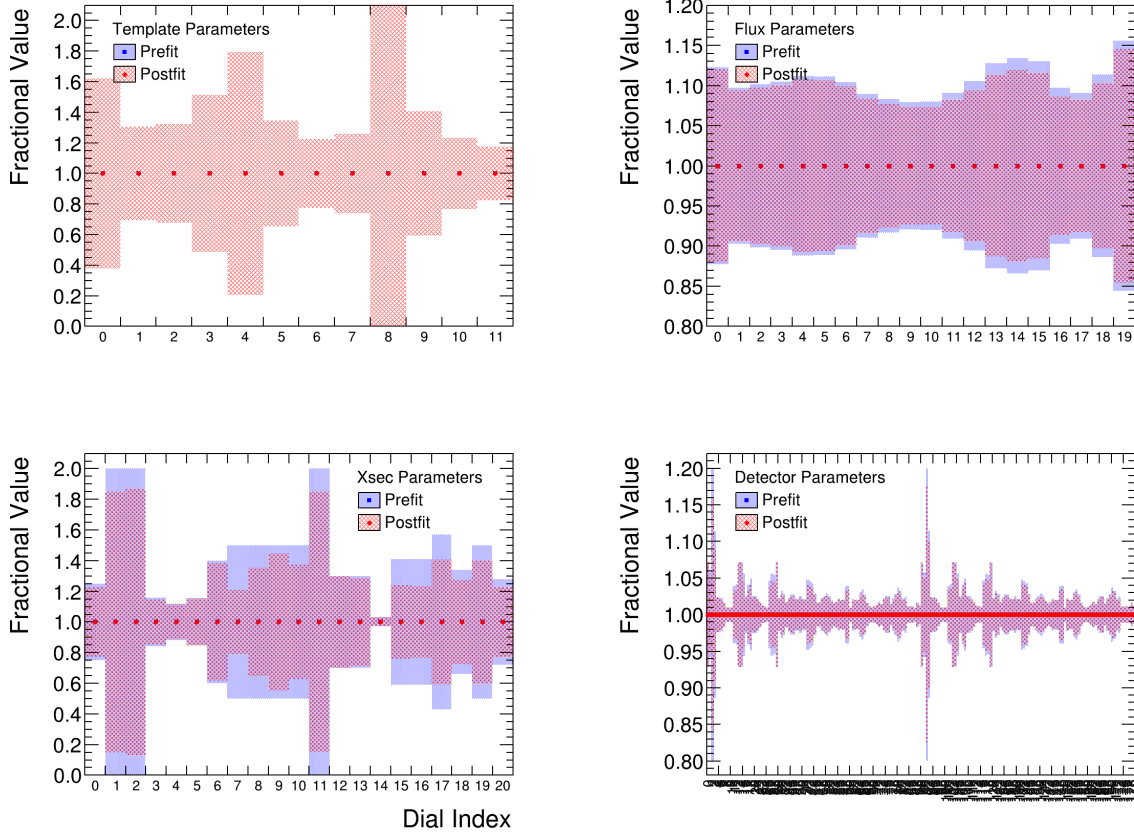 Fractional Value
Template Parameters
Prefit
Postfit
2.0
1.8
1.6
1.4
1.2
1.0
0.8
0.6
0.4
0.2
0.0
0 1 2 3 4 5 6 7 8 9 10 11
Fractional Value
Flux Parameters
Prefit
Postfit
1.20
1.15
1.10
1.05
1.00
0.95
0.90
0.85
0.80
0 1 2 3 4 5 6 7 8 9 10 11 12 13 14 15 16 17 18 19
Fractional Value
Xsec Parameters
Prefit
Postfit
2.0
1.8
1.6
1.4
1.2
1.0
0.8
0.6
0.4
0.2
0.0
0 1 2 3 4 5 6 7 8 9 10 11 12 13 14 15 16 17 18 19 20
Dial Index
Fractional Value
Detector Parameters
Prefit
Postfit
1.20
1.15
1.10
1.05
1.00
0.95
0.90
0.85
0.80